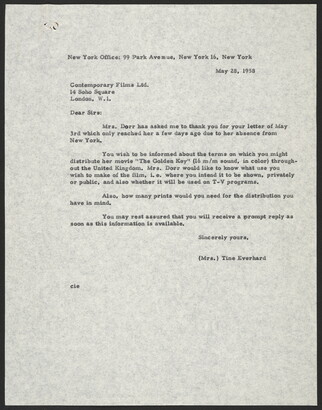 New York Office: 99 Park Avenue, New York 16, New York
May 28, 1958
Contemporary Films Ltd.
14 Soho Square
London, W.1.
Dear Sirs:
Mrs. Dorr has asked me to thank you for your letter of May
3rd which only reached her a few days ago due to her absence from
New York.
You wish to be informed about the terms on which you might
distribute her movie "The Golden Key" (16 m/m sound, in color) through-
out the United Kingdom. Mrs. Dorr would like to know what use you
wish to make of the film, i.e. where you intend it to be shown, privately
or public, and also whether it will be used on T-V programs.
Also, how many prints would you need for the distribution you
have in mind.
You may rest assured that you will receive a prompt reply as
soon as this information is available.
Sincerely yours,
(Mrs.) Tina Everhard
cie